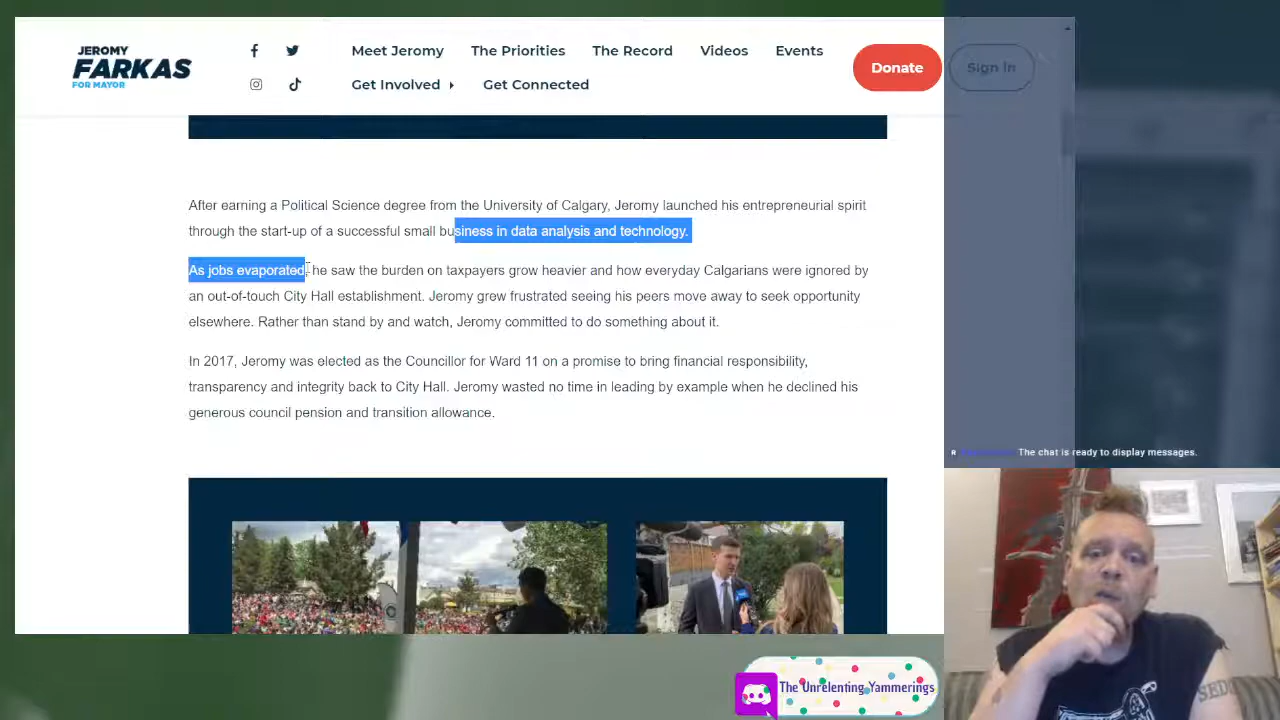 JEROMY
FARKAS
FOR MAYOR
Meet Jeromy The Priorities The Record Videos Events
Get Involved Get Connected
Donate
Sign In
After earning a Political Science degree from the University of Calgary, Jeromy launched his entrepreneurial spirit
through the start-up of a successful small business in data analysis and technology.
As jobs evaporated, he saw the burden on taxpayers grow heavier and how everyday Calgarians were ignored by
an out-of-touch City Hall establishment. Jeromy grew frustrated seeing his peers move away to seek opportunity
elsewhere. Rather than stand by and watch, Jeromy committed to do something about it.
In 2017, Jeromy was elected as the Councillor for Ward 11 on a promise to bring financial responsibility,
transparency and integrity back to City Hall. Jeromy wasted no time in leading by example when he declined his
generous council pension and transition allowance.
The chat is ready to display messages.
The Unrelenting Yammerings